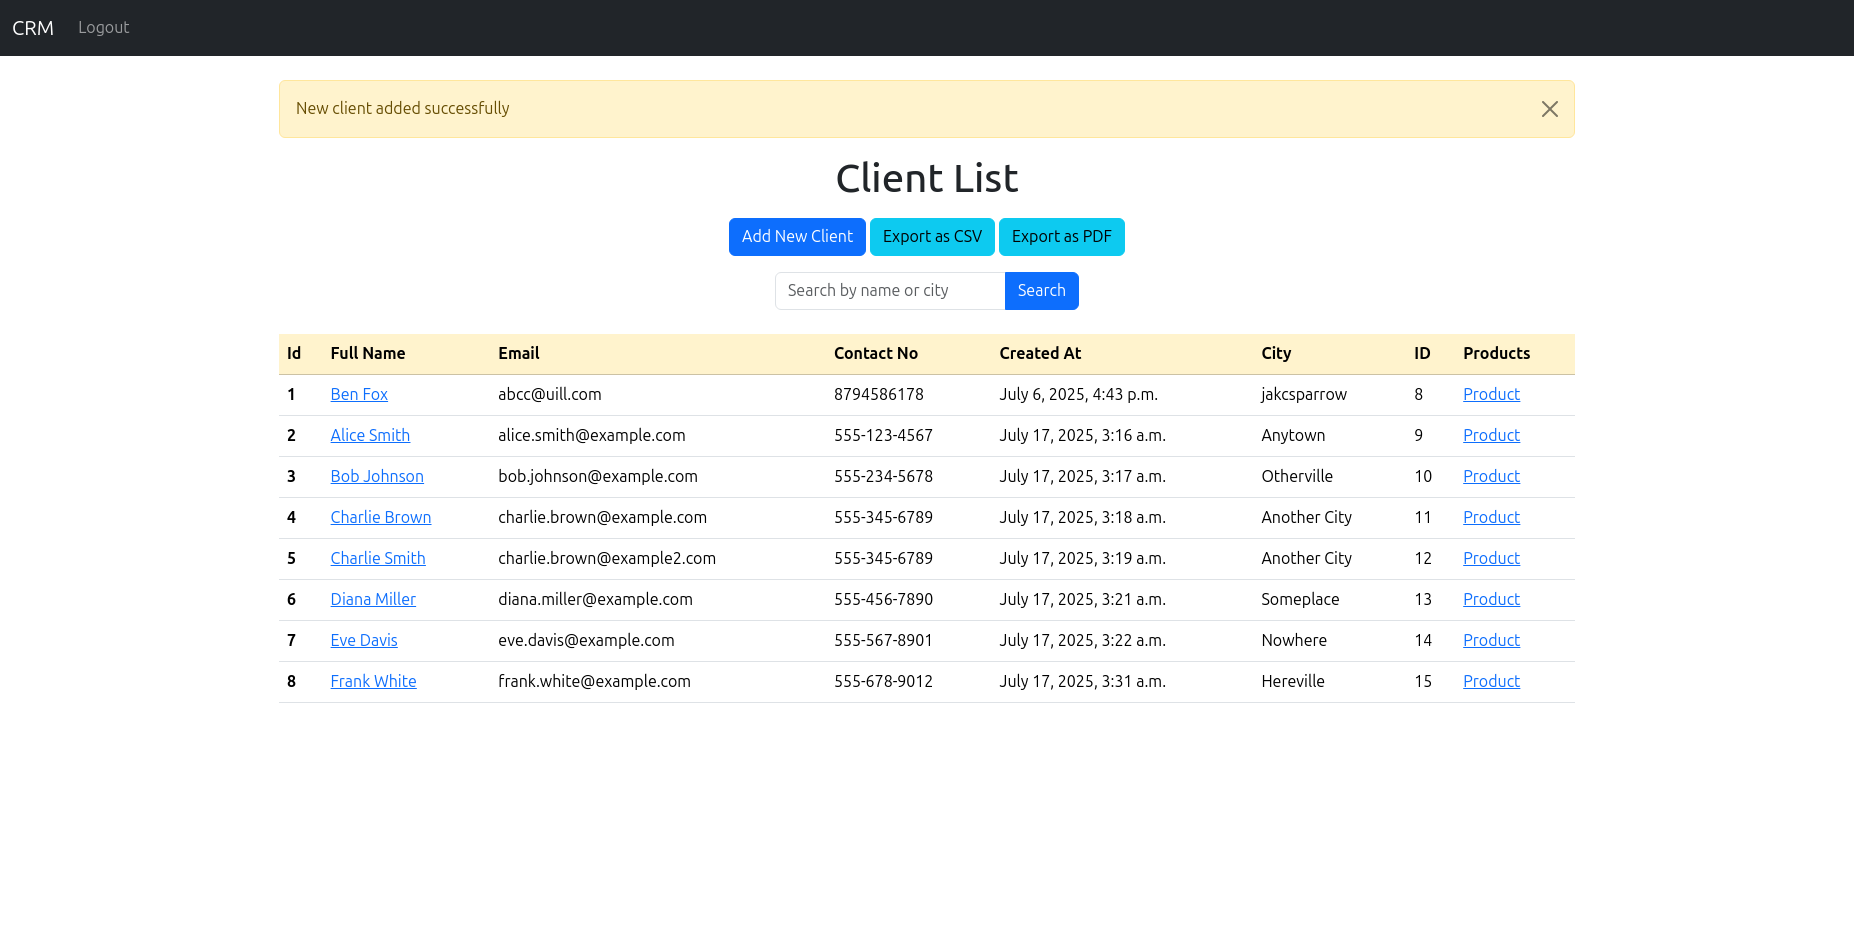 CRM Logout
New client added successfully
Client List
Add New Client Export as CSV Export as PDF
Search by name or city Search
Id Full Name Email Contact No Created At City ID Products
1 Ben Fox abcc@uill.com 8794586178 July 6, 2025, 4:43 p.m. jakcsparrow 8 Product
2 Alice Smith alice.smith@example.com 555-123-4567 July 17, 2025, 3:16 a.m. Anytown 9 Product
3 Bob Johnson bob.johnson@example.com 555-234-5678 July 17, 2025, 3:17 a.m. Otherville 10 Product
4 Charlie Brown charlie.brown@example.com 555-345-6789 July 17, 2025, 3:18 a.m. Another City 11 Product
5 Charlie Smith charlie.brown@example2.com 555-345-6789 July 17, 2025, 3:19 a.m. Another City 12 Product
6 Diana Miller diana.miller@example.com 555-456-7890 July 17, 2025, 3:21 a.m. Someplace 13 Product
7 Eve Davis eve.davis@example.com 555-567-8901 July 17, 2025, 3:22 a.m. Nowhere 14 Product
8 Frank White frank.white@example.com 555-678-9012 July 17, 2025, 3:31 a.m. Hereville 15 Product